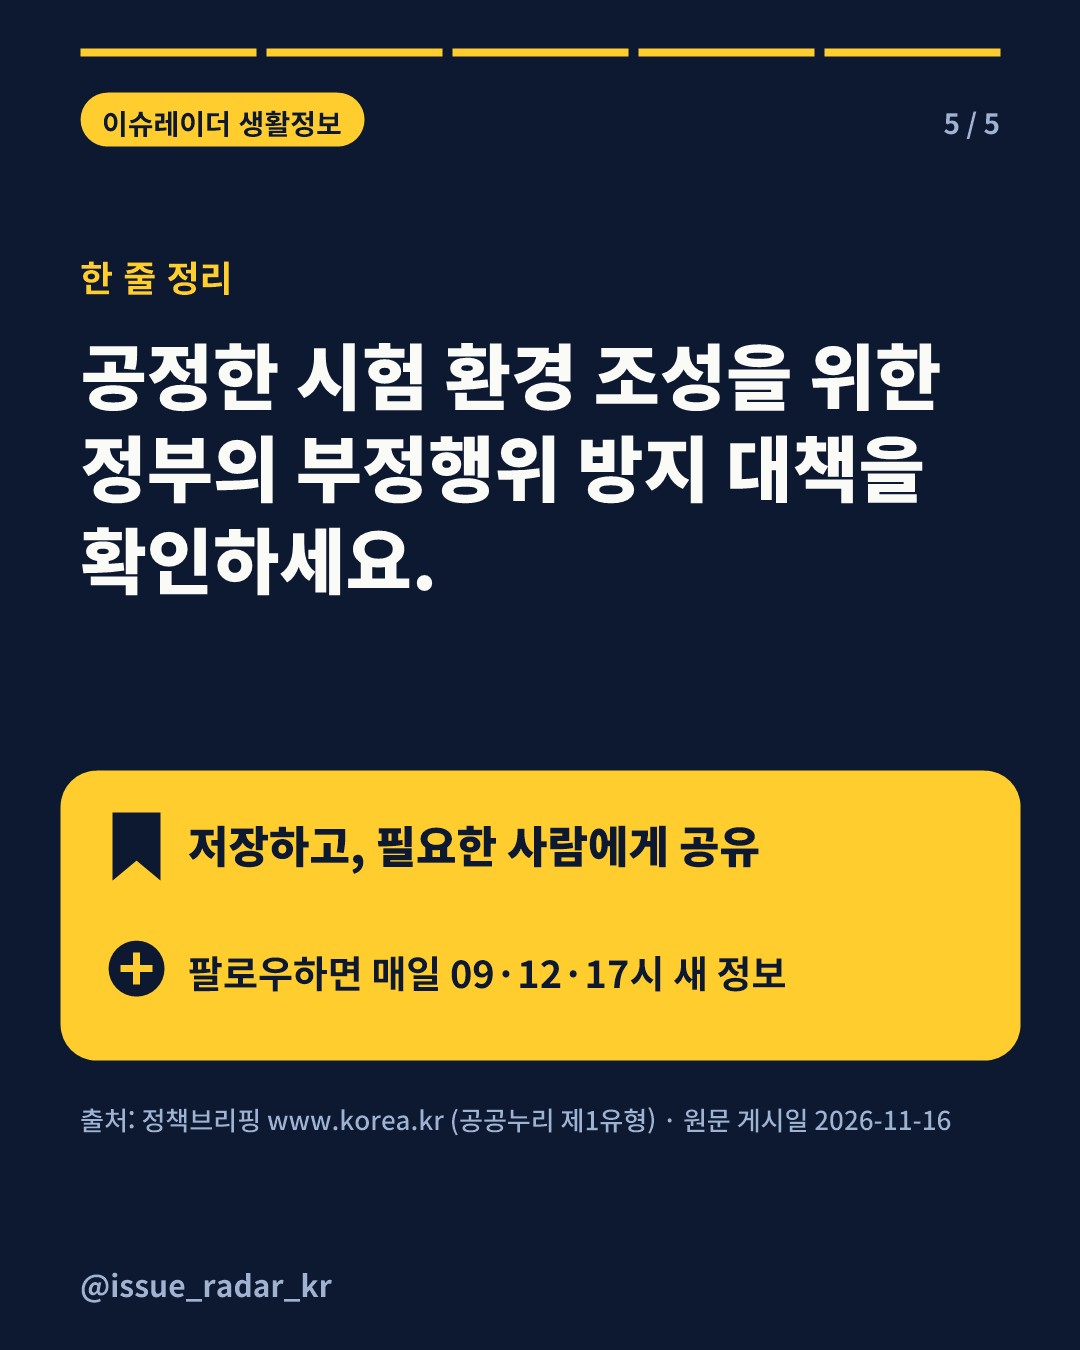 이슈레이더 생활정보
5 / 5
한 줄 정리
공정한 시험 환경 조성을 위한
정부의 부정행위 방지 대책을
확인하세요.
저장하고, 필요한 사람에게 공유
팔로우하면 매일 09·12·17시 새 정보
출처: 정책브리핑 www.korea.kr (공공누리 제1유형) · 원문 게시일 2026-11-16
@issue_radar_kr